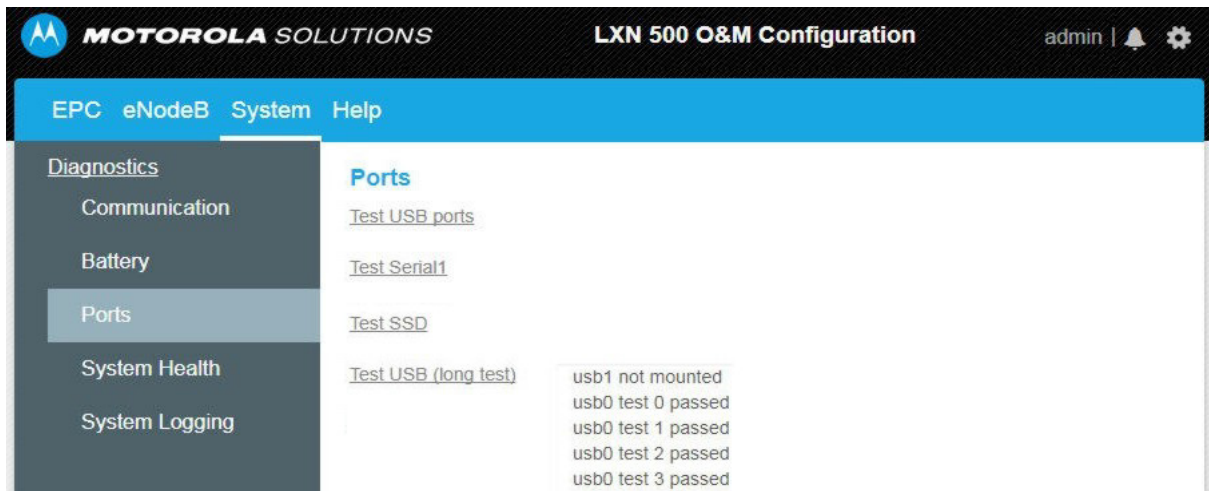 MOTOROLA SOLUTIONS LXN 500 O&M Configuration admin |
EPC eNodeB System Help
Diagnostics
Communication
Battery
Ports
System Health
System Logging
Ports
Test USB ports
Test Serial1
Test SSD
Test USB (long test)
usb1 not mounted
usb0 test 0 passed
usb0 test 1 passed
usb0 test 2 passed
usb0 test 3 passed